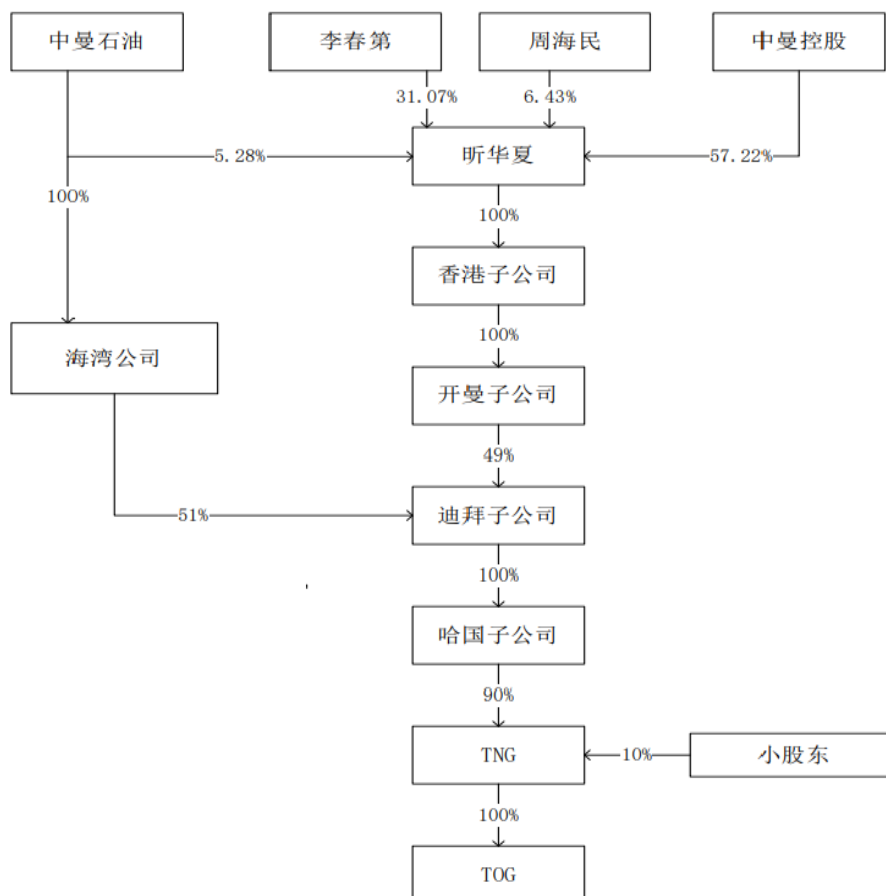 中曼石油
李春第
周海民
中曼控股
31.07%
6.43%
5.28%
昕华夏
57.22%
100%
100%
香港子公司
100%
海湾公司
开曼子公司
49%
51%
迪拜子公司
100%
哈国子公司
90%
TNG
10%
小股东
100%
TOG